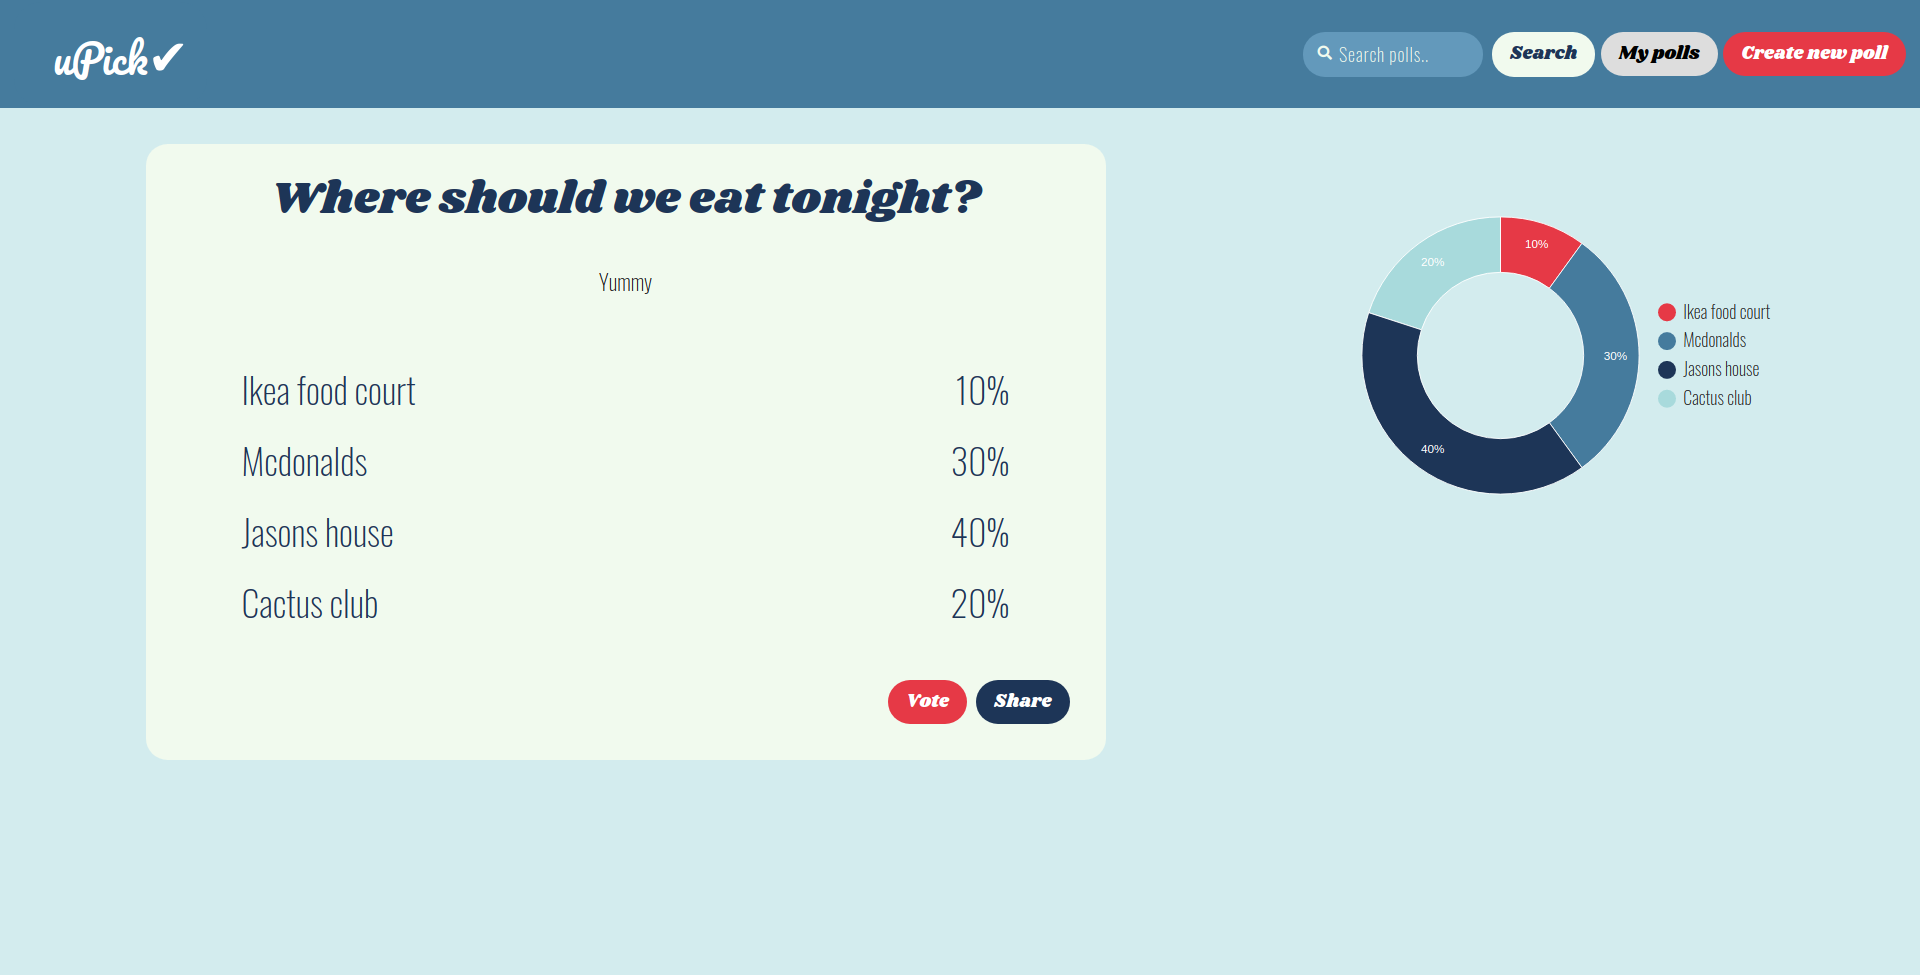 uPick✔
Search polls..
Search
My polls
Create new poll
Where should we eat tonight?
Yummy
Ikea food court 10%
Mcdonalds 30%
Jasons house 40%
Cactus club 20%
Vote
Share
10%
20%
30%
40%
Ikea food court
Mcdonalds
Jasons house
Cactus club